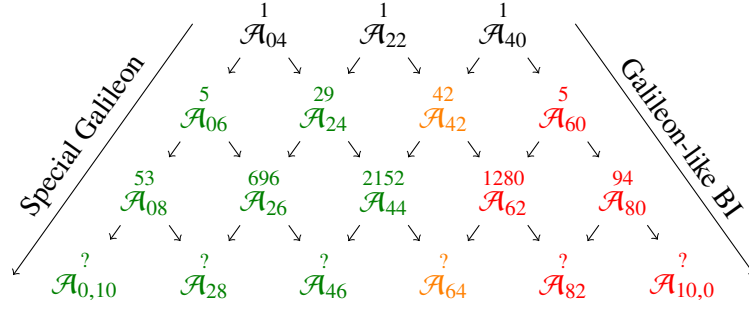 1 1 1
𝒜04 𝒜22 𝒜40
Special Galileon
Galileon-like BI
5 29 42 5
𝒜06 𝒜24 𝒜42 𝒜60
53 696 2152 1280 94
𝒜08 𝒜26 𝒜44 𝒜62 𝒜80
? ? ? ? ? ?
𝒜0,10 𝒜28 𝒜46 𝒜64 𝒜82 𝒜10,0